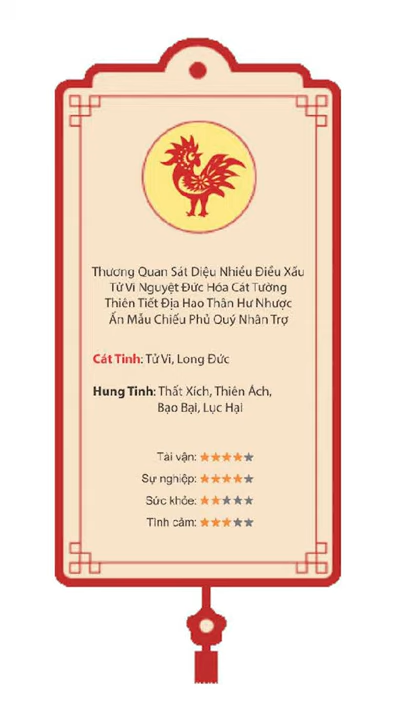 Thương Quan Sát Diệu Nhiều Điều Xấu
Tử Vi Nguyệt Đức Hóa Cát Tường
Thiên Tiết Địa Hao Thân Hư Nhược
Ấn Mẫu Chiếu Phủ Quý Nhân Trợ
Cát Tinh: Tử Vi, Long Đức
Hung Tinh: Thất Xích, Thiên Ách,
Bạo Bại, Lục Hại
Tài vận: ★★★★★
Sự nghiệp: ★★★★★
Sức khỏe: ★★★★★
Tình cảm: ★★★★★